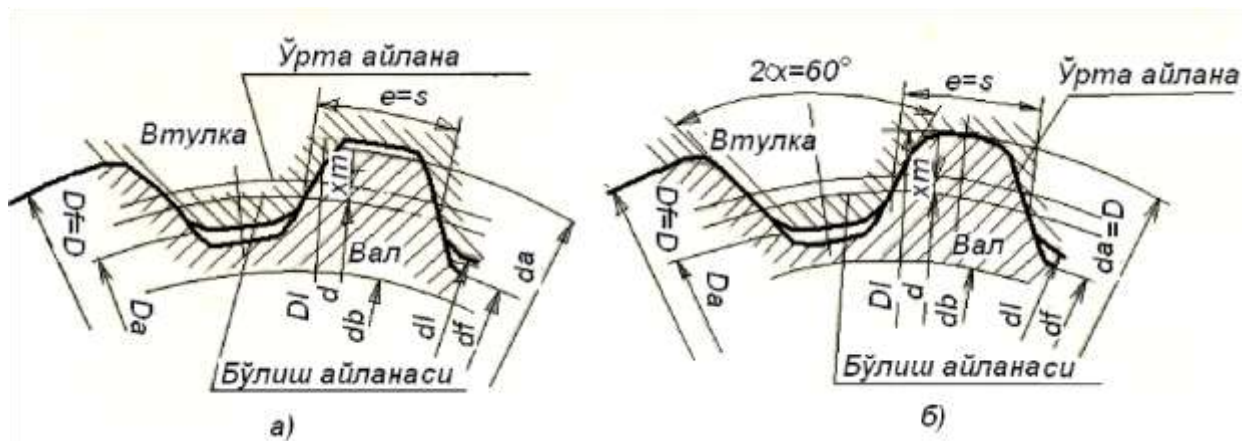 Ўрта айлана
e=s
Втулка
xm
Df=D
Da
Dl
d
db
Вал
dl
df
da
Бўлиш айланаси
а)
2α=60°
e=s
Ўрта айлана
Втулка
xm
Df=D
Da
Dl
d
db
Вал
dl
df
da=D
Бўлиш айланаси
б)